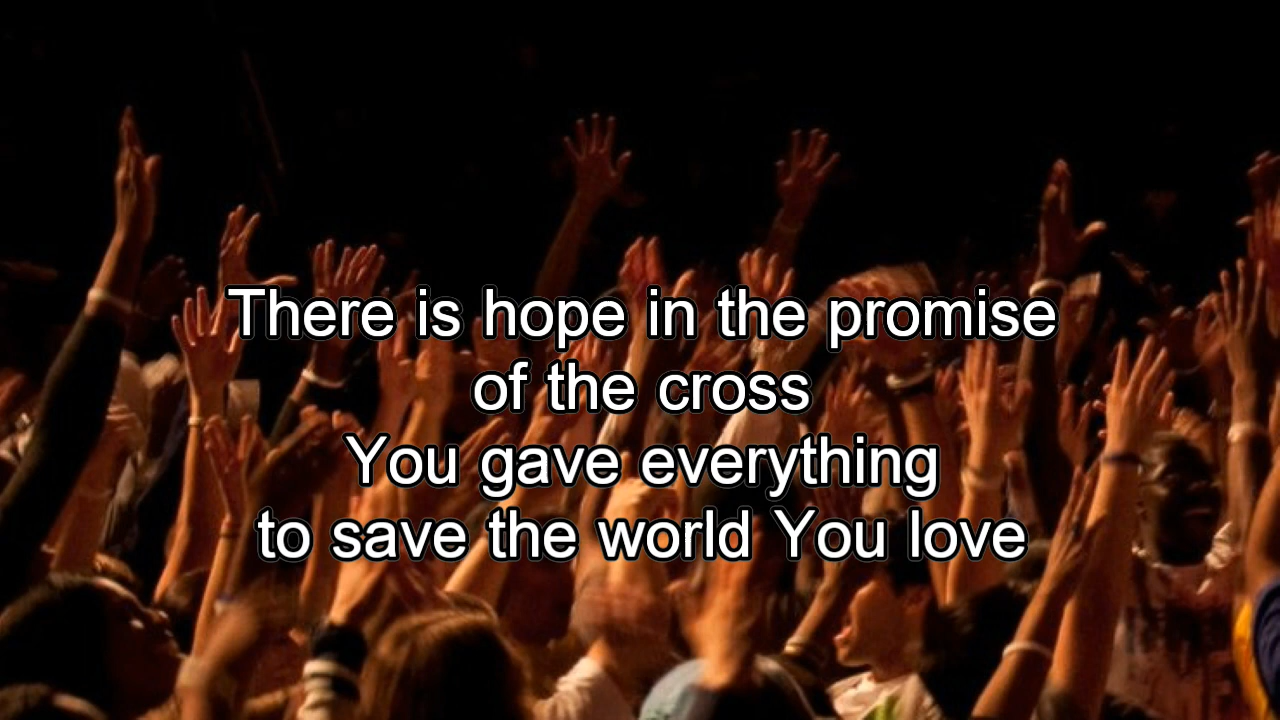 There is hope in the promise
of the cross
You gave everything
to save the world You love